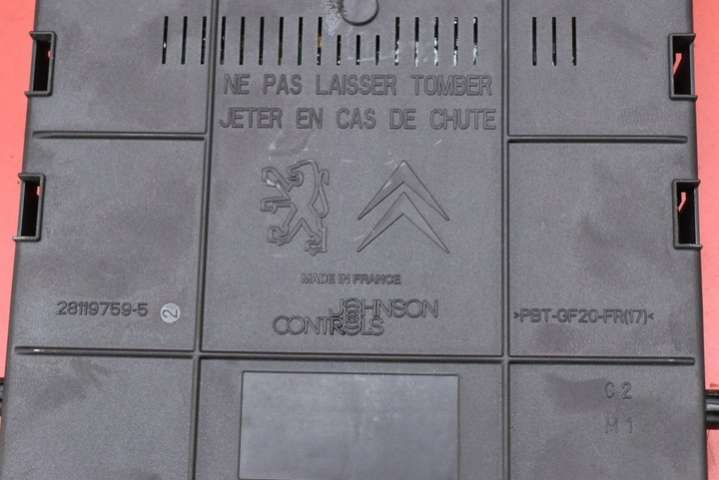 NE PAS LAISSER TOMBER
JETER EN CAS DE CHUTE
MADE IN FRANCE
28119759-5 2
JOHNSON
CONTROLS
>PBT-GF20-FR(17)<
C 2
M 1